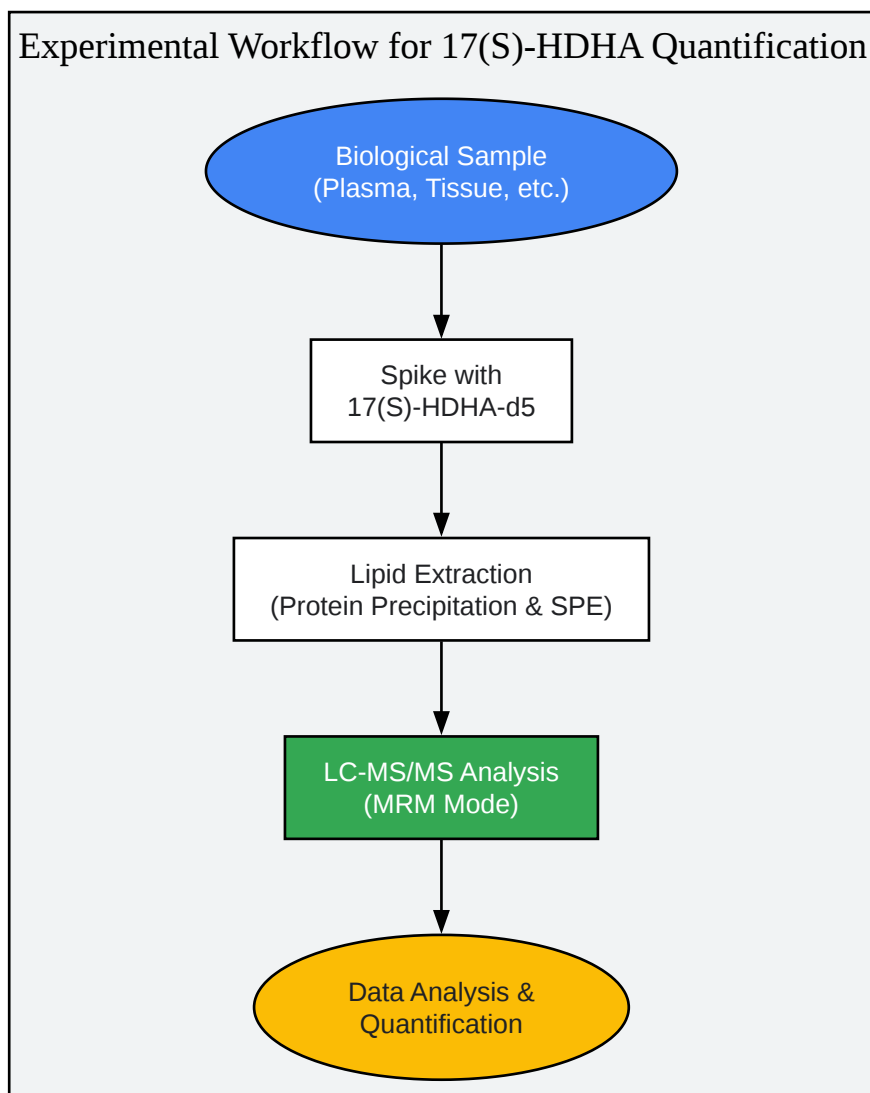 Experimental Workflow for 17(S)-HDHA Quantification
Biological Sample
(Plasma, Tissue, etc.)
Spike with
17(S)-HDHA-d5
Lipid Extraction
(Protein Precipitation & SPE)
LC-MS/MS Analysis
(MRM Mode)
Data Analysis &
Quantification